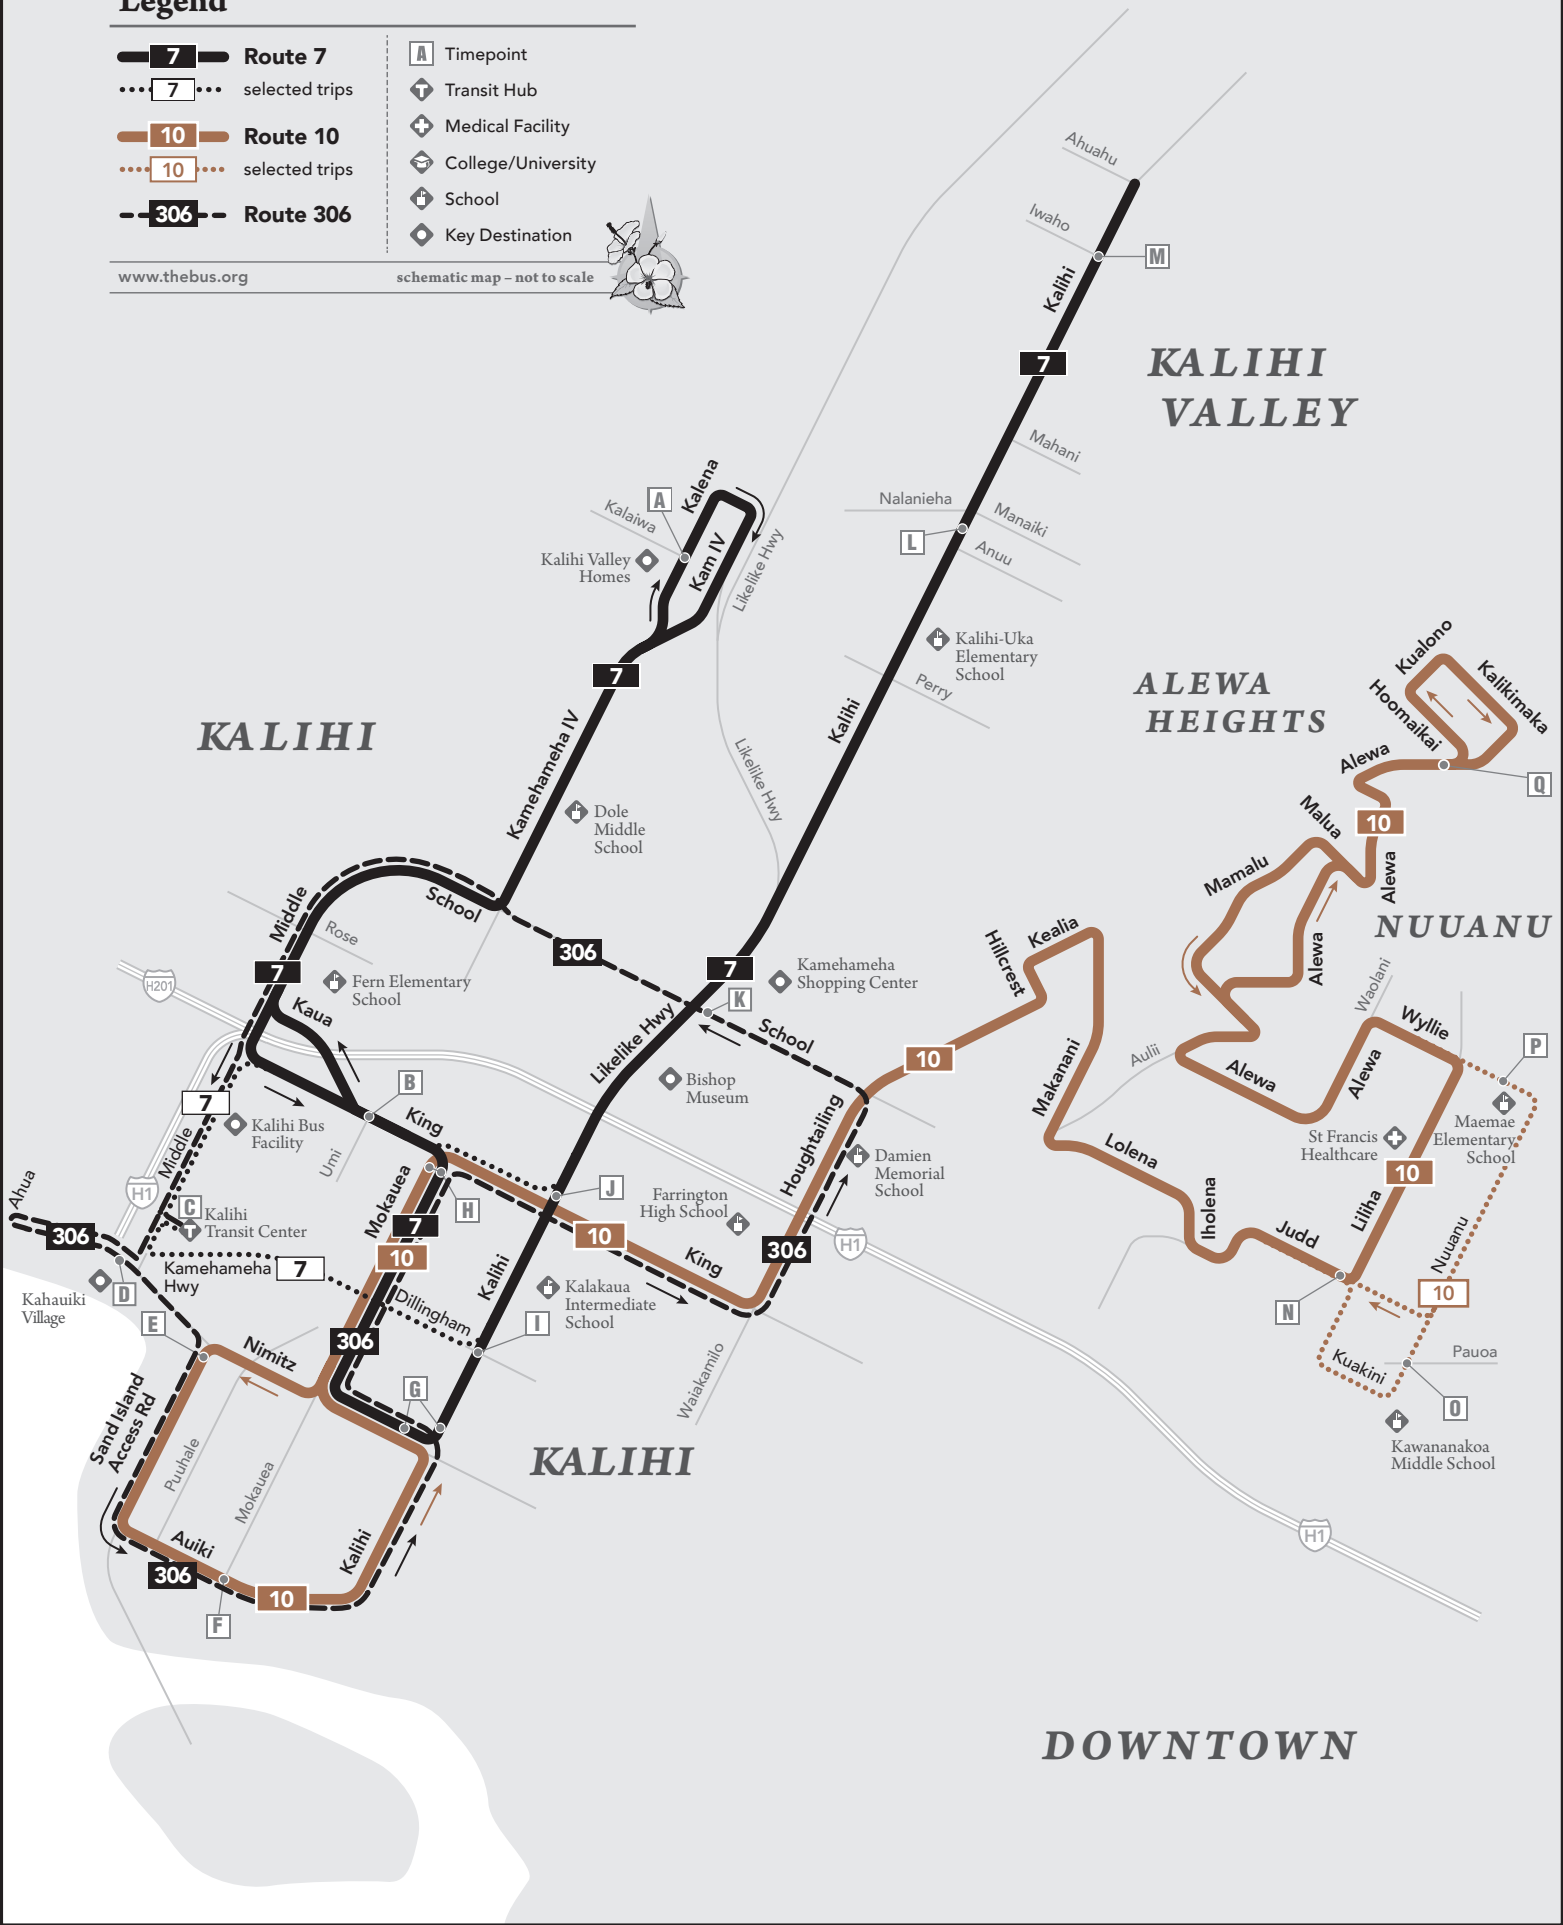 Legend
7 Route 7
7 selected trips
10 Route 10
10 selected trips
306 Route 306
A Timepoint
Transit Hub
Medical Facility
College/University
School
Key Destination
www.thebus.org
schematic map – not to scale
Ahuahu
Iwaho
M
Kalihi
7
KALIHI
VALLEY
Mahani
Nalanieha
Manaiki
L
Anuu
Kalihi-Uka
Elementary
School
Perry
Kalihi
A
Kalena
Kalaiwa
Kam IV
Likelike Hwy
Kalihi Valley
Homes
7
KALIHI
Kamehameha IV
Likelike Hwy
Dole
Middle
School
ALEWA
HEIGHTS
Kualono
Kalikimaka
Hoomaikai
Alewa
Q
10
Malua
Mamalu
Alewa
Alewa
NUUANU
Waolani
Wyllie
P
Aulii
Alewa
Alewa
Maemae
Elementary
School
St Francis
Healthcare
10
Liliha
Nuuanu
10
Judd
N
Kuakini
Pauoa
O
Kawananakoa
Middle School
Kealia
Hillcrest
Makanani
Lolena
Iholena
10
Middle
School
Rose
306
7
7
Fern Elementary
School
H201
Kaua
Kamehameha
Shopping Center
K
School
Likelike Hwy
Bishop
Museum
B
King
7
Kalihi Bus
Facility
Umi
Middle
H1
Ahua
306
C
Kalihi
Transit Center
Kamehameha
Hwy
7
D
Kahauiki
Village
E
Mokauea
7
10
H
J
Farrington
High School
Houghtailing
Damien
Memorial
School
10
King
306
H1
Kalihi
Dillingham
Kalakaua
Intermediate
School
I
306
Nimitz
G
Waiakamilo
Sand Island
Access Rd
Puuhale
Mokauea
KALIHI
Auiki
Kalihi
306
10
F
H1
DOWNTOWN